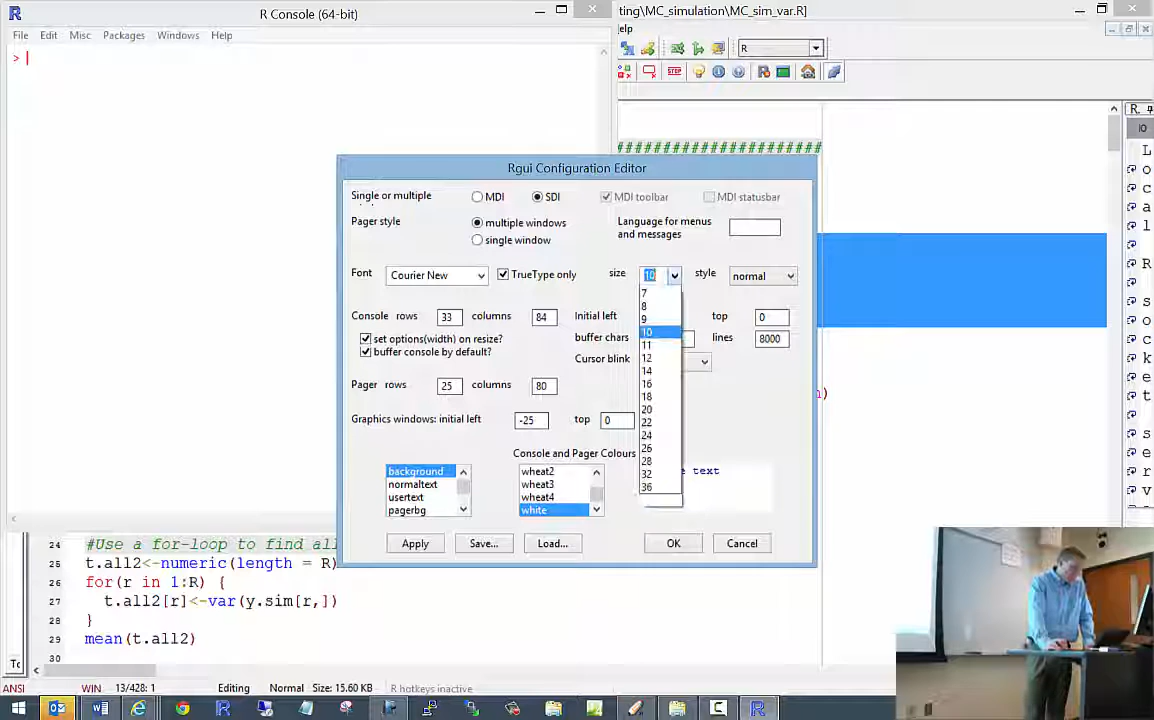 R Console (64-bit)
ting\MC_simulation\MC_sim_var.R]
File Edit Misc Packages Windows Help
elp
R
STEP
>
####################
Rgui Configuration Editor
Single or multiple
MDI
SDI
MDI toolbar
MDI statusbar
Pager style
multiple windows
single window
Language for menus
and messages
Font
Courier New
TrueType only
size
10
style
normal
7
8
9
10
11
12
14
16
18
20
22
24
26
28
32
36
Console rows 33 columns 84 Initial left
top 0
set options(width) on resize?
buffer console by default?
buffer chars
lines 8000
Cursor blink
Pager rows 25 columns 80
Graphics windows: initial left -25 top 0
Console and Pager Colours
background
normaltext
usertext
pagerbg
wheat2
wheat3
wheat4
white
text
Apply Save... Load... OK Cancel
)
R.
IO
L
o
c
a
l
R
s
o
c
k
e
t
s
e
r
v
24 #Use a for-loop to find all
25 t.all2<-numeric(length = R)
26 for(r in 1:R) {
27 t.all2[r]<-var(y.sim[r,])
28 }
29 mean(t.all2)
30
ANSI WIN 13/428: 1 Editing Normal Size: 15.60 KB R hotkeys inactive